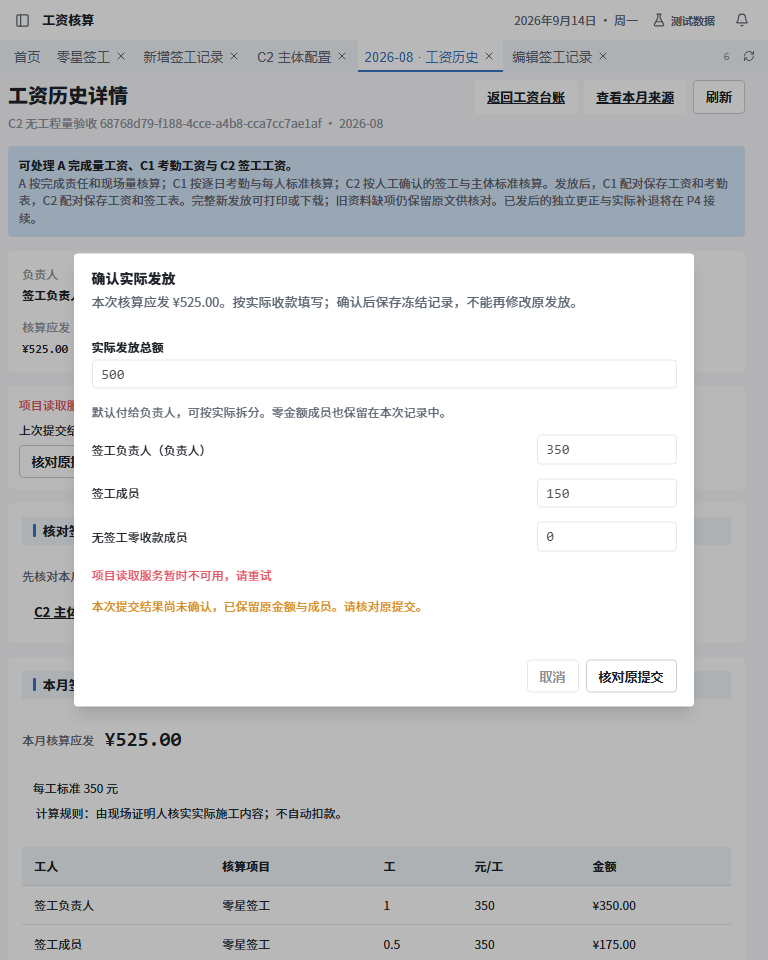 工资核算
2026年9月14日 • 周一 测试数据
首页 零星签工 × 新增签工记录 × C2 主体配置 × 2026-08 · 工资历史 × 编辑签工记录 × 6
工资历史详情
返回工资台账 查看本月来源 刷新
C2 无工程量验收 68768d79-f188-4cce-a4b8-cca7cc7ae1af • 2026-08
可处理 A 完成量工资、C1 考勤工资与 C2 签工工资。
A 按完成责任和现场量核算；C1 按逐日考勤与每人标准核算；C2 按人工确认的签工与主体标准核算。发放后，C1 配对保存工资和考勤
表，C2 配对保存工资和签工表。完整新发放可打印或下载；旧资料缺项仍保留原文供核对。已发后的独立更正与实际补退将在 P4 接
续。
负责人
签工负责
核算应发
¥525.00
项目读取服
上次提交结
核对原
核对签
先核对本月
C2 主体
本月签
确认实际发放
本次核算应发 ¥525.00。按实际收款填写；确认后保存冻结记录，不能再修改原发放。
实际发放总额
500
默认付给负责人，可按实际拆分。零金额成员也保留在本次记录中。
签工负责人（负责人） 350
签工成员 150
无签工零收款成员 0
项目读取服务暂时不可用，请重试
本次提交结果尚未确认，已保留原金额与成员。请核对原提交。
取消 核对原提交
本月核算应发 ¥525.00
每工标准 350 元
计算规则：由现场证明人核实实际施工内容；不自动扣款。
工人 核算项目 工 元/工 金额
签工负责人 零星签工 1 350 ¥350.00
签工成员 零星签工 0.5 350 ¥175.00